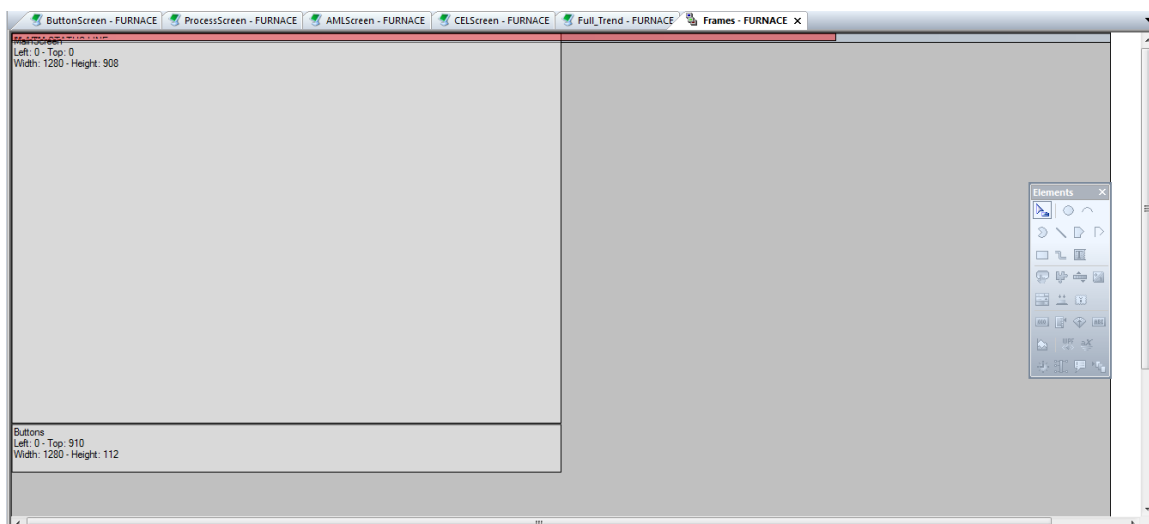 ButtonScreen - FURNACE ProcessScreen - FURNACE AMLScreen - FURNACE CELScreen - FURNACE Full_Trend - FURNACE Frames - FURNACE
MainScreen
Left: 0 - Top: 0
Width: 1280 - Height: 908
Elements
Buttons
Left: 0 - Top: 910
Width: 1280 - Height: 112